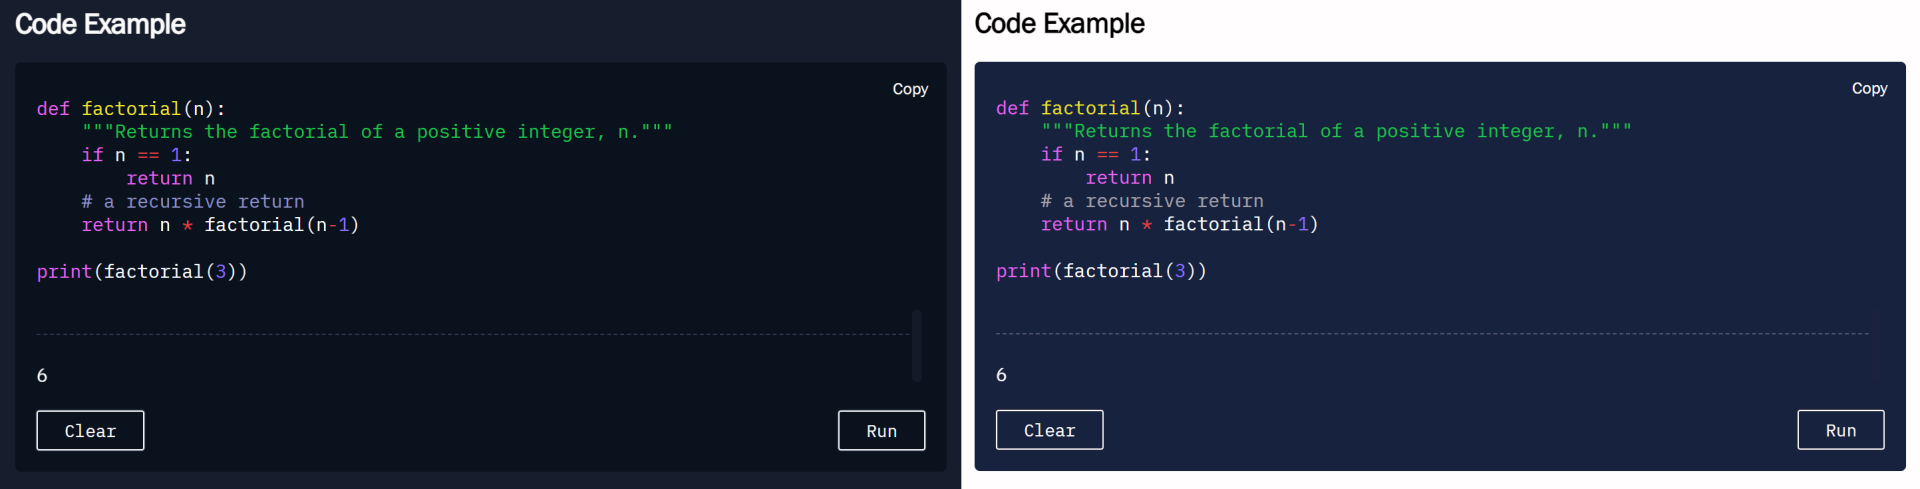 Code Example
Copy
def factorial(n):
    """Returns the factorial of a positive integer, n."""
    if n == 1:
        return n
    # a recursive return
    return n * factorial(n-1)
print(factorial(3))
6
Clear
Run
Code Example
Copy
def factorial(n):
    """Returns the factorial of a positive integer, n."""
    if n == 1:
        return n
    # a recursive return
    return n * factorial(n-1)
print(factorial(3))
6
Clear
Run